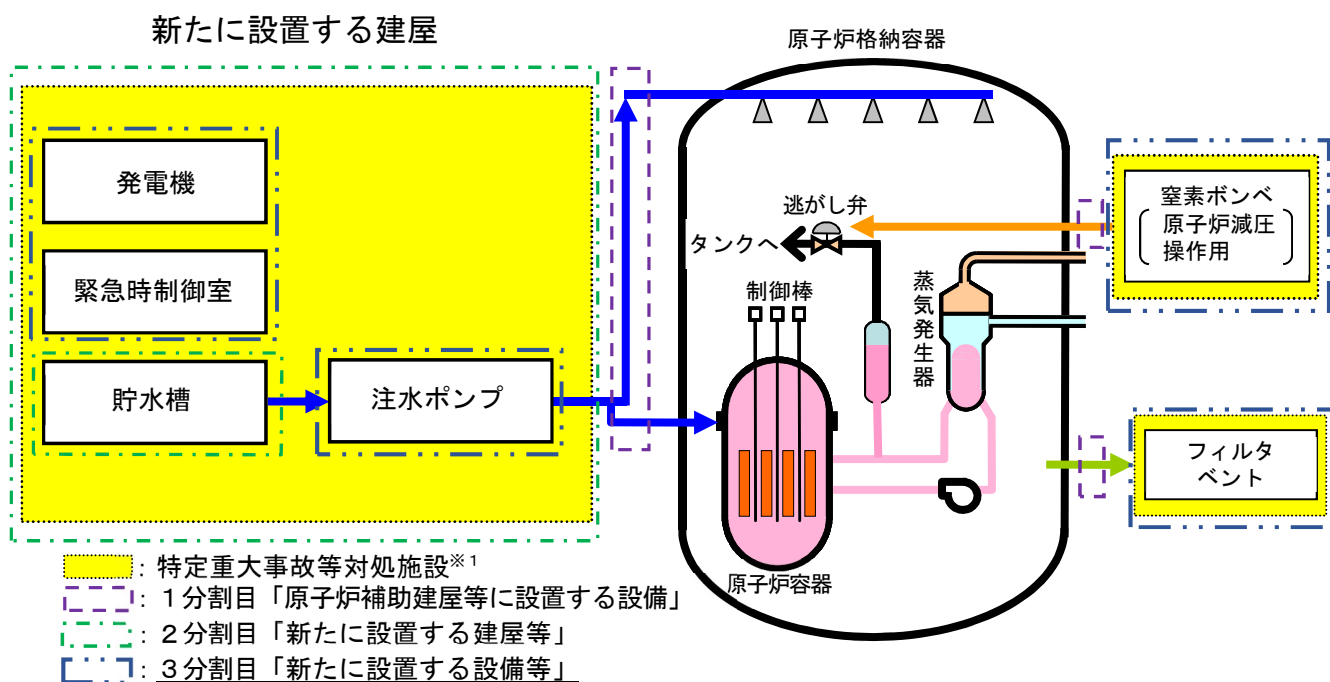 新たに設置する建屋
原子炉格納容器
発電機
緊急時制御室
貯水槽
注水ポンプ
逃がし弁
タンクへ
制御棒
蒸気発生器
原子炉容器
窒素ボンベ
原子炉減圧
操作用
フィルタ
ベント
：特定重大事故等対処施設※1
：１分割目「原子炉補助建屋等に設置する設備」
：２分割目「新たに設置する建屋等」
：３分割目「新たに設置する設備等」